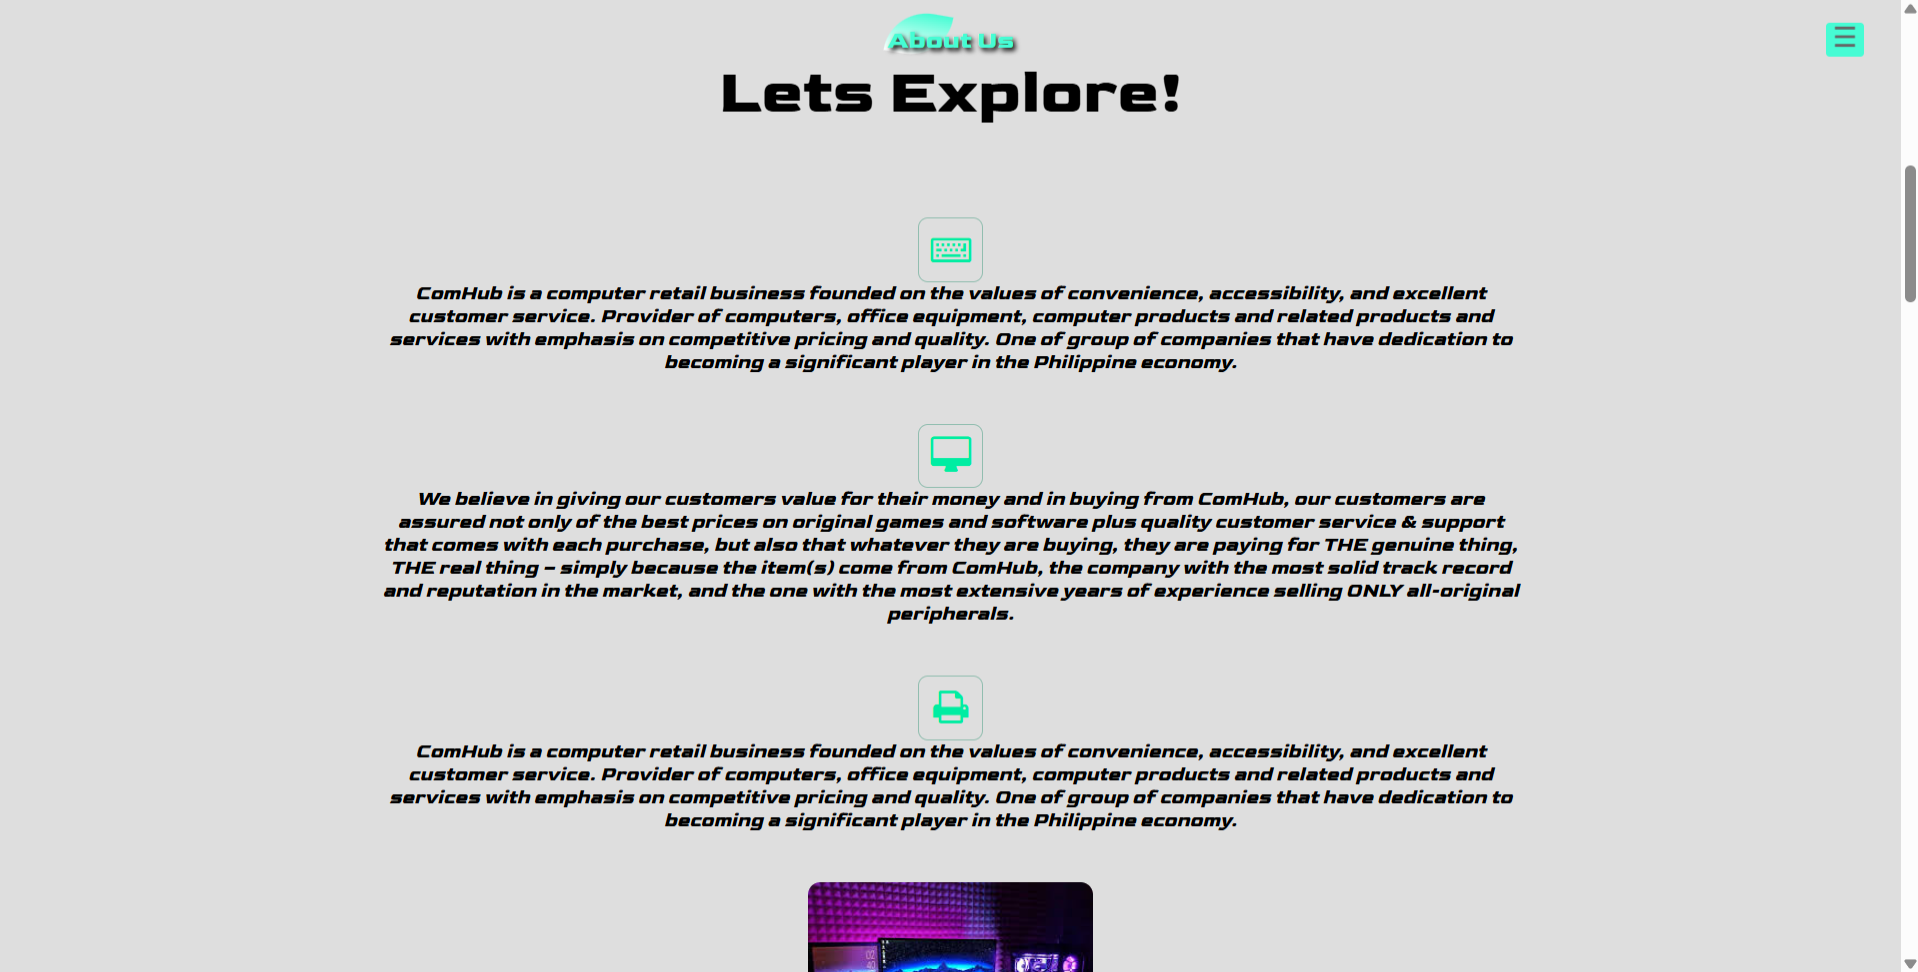 About Us
Lets Explore!
ComHub is a computer retail business founded on the values of convenience, accessibility, and excellent
customer service. Provider of computers, office equipment, computer products and related products and
services with emphasis on competitive pricing and quality. One of group of companies that have dedication to
becoming a significant player in the Philippine economy.
We believe in giving our customers value for their money and in buying from ComHub, our customers are
assured not only of the best prices on original games and software plus quality customer service & support
that comes with each purchase, but also that whatever they are buying, they are paying for THE genuine thing,
THE real thing – simply because the item(s) come from ComHub, the company with the most solid track record
and reputation in the market, and the one with the most extensive years of experience selling ONLY all-original
peripherals.
ComHub is a computer retail business founded on the values of convenience, accessibility, and excellent
customer service. Provider of computers, office equipment, computer products and related products and
services with emphasis on competitive pricing and quality. One of group of companies that have dedication to
becoming a significant player in the Philippine economy.